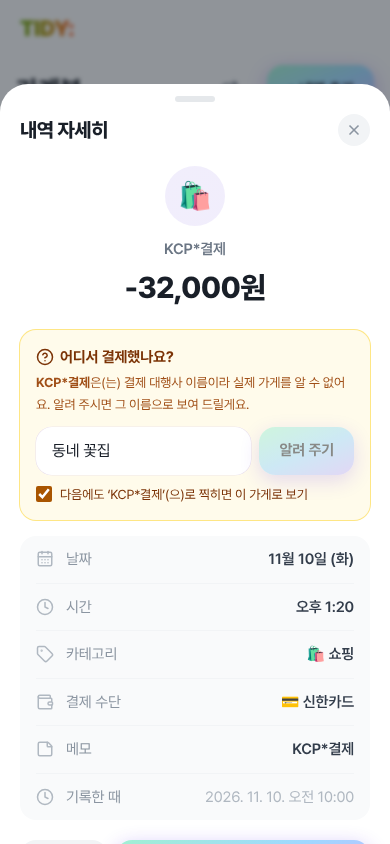 TIDY:
내역 자세히
KCP*결제
-32,000원
어디서 결제했나요?
KCP*결제은(는) 결제 대행사 이름이라 실제 가게를 알 수 없어
요. 알려 주시면 그 이름으로 보여 드릴게요.
동네 꽃집
알려 주기
다음에도 ‘KCP*결제’(으)로 찍히면 이 가게로 보기
날짜
11월 10일 (화)
시간
오후 1:20
카테고리
쇼핑
결제 수단
신한카드
메모
KCP*결제
기록한 때
2026. 11. 10. 오전 10:00